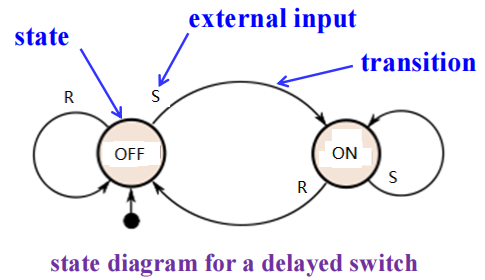 external input
state
transition
R
S
OFF
ON
R
S
state diagram for a delayed switch